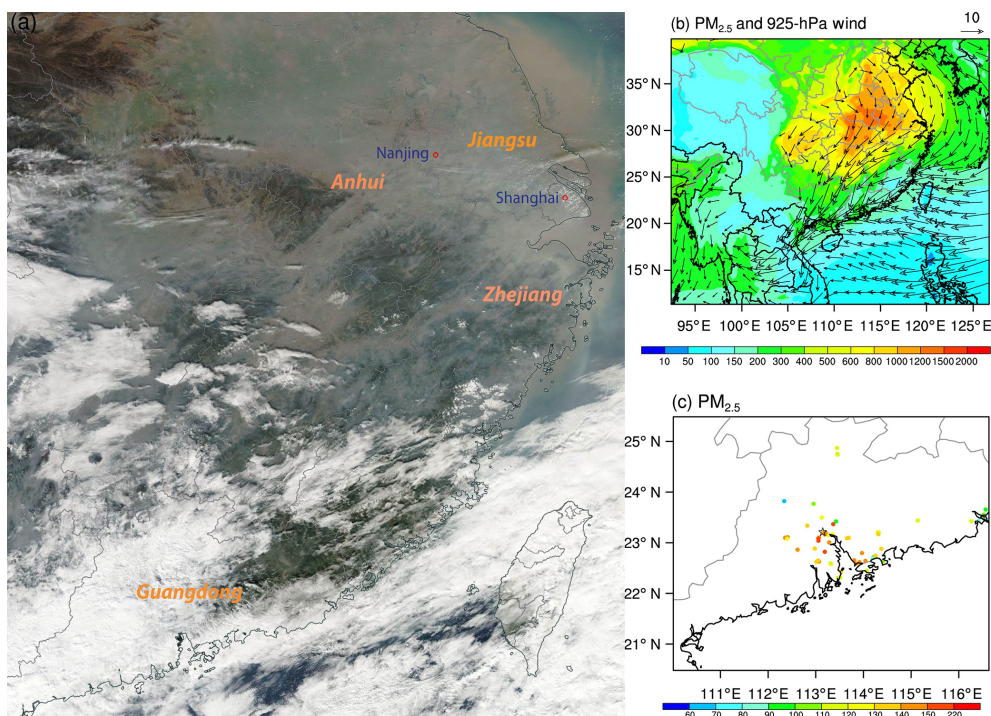 (a)
Jiangsu
Nanjing
Anhui
Shanghai
Zhejiang
Guangdong
(b) PM2.5 and 925-hPa wind
10
35° N
30° N
25° N
20° N
15° N
95°E 100°E 105°E 110°E 115°E 120°E 125°E
10 50 100 150 200 300 400 500 600 800 1000 1200 1500 2000
(c) PM2.5
25° N
24° N
23° N
22° N
21° N
111°E 112°E 113°E 114°E 115°E 116°E
60 70 80 90 100 110 120 130 140 150 220